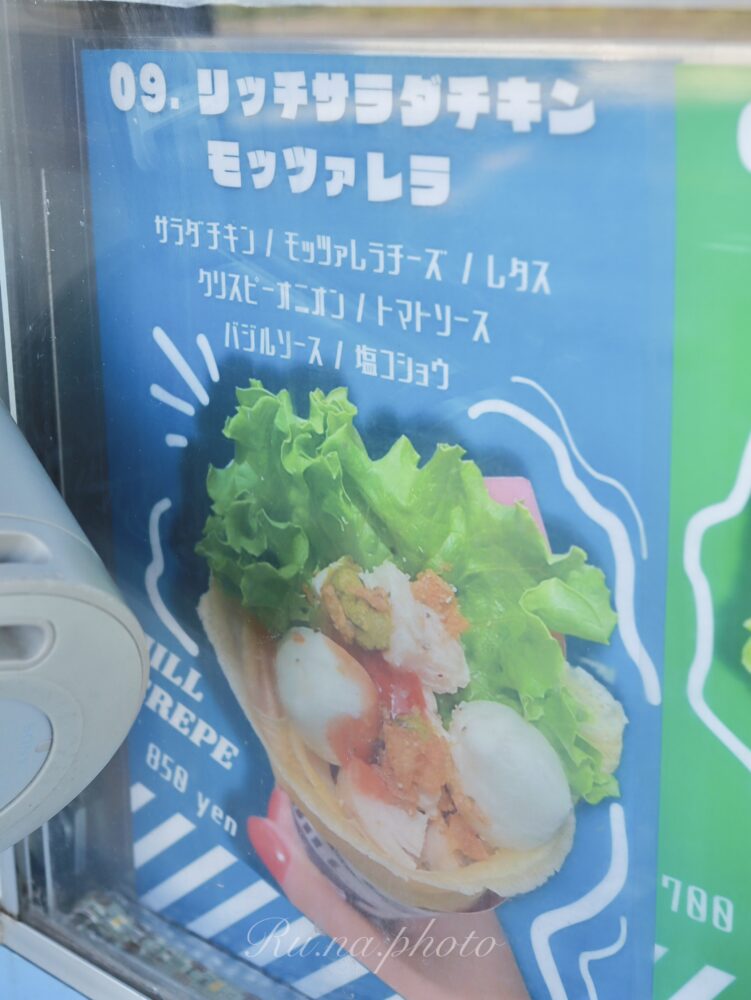 09. リッチサラダチキン
モッツァレラ
サラダチキン / モッツァレラチーズ / レタス
クリスピーオニオン / トマトソース
バジルソース / 塩コショウ
CREPE
850 yen
700
Ru.na.photo